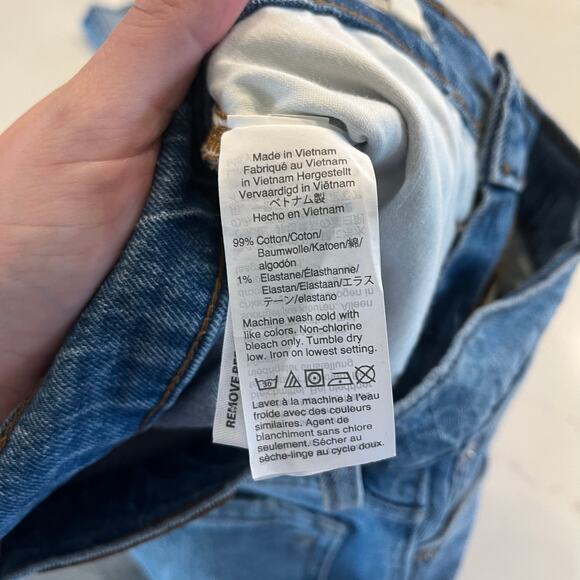 Made in Vietnam
Fabriqué au Vietnam
in Vietnam Hergestellt
Vervaardigd in Viêtnam
ベトナム製
Hecho en Vietnam
99% Cotton/Coton/
Baumwolle/Katoen/綿/
algodón
1% Elastane/Élasthanne/
Elastan/Elastaan/エラス
テーン/elastano
Machine wash cold with
like colors. Non-chlorine
bleach only. Tumble dry
low. Iron on lowest setting.
30
Laver à la machine à l'eau
froide avec des couleurs
similaires. Agent de
blanchiment sans chlore
seulement. Sécher au
sèche-linge au cycle doux.
REMOVE